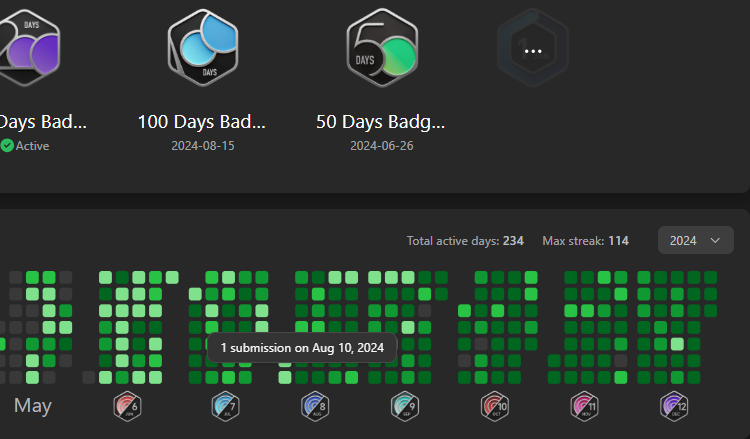 DAYS
DAYS
DAYS
50
Days Bad...
100 Days Bad...
50 Days Badg...
...
Active
2024-08-15
2024-06-26
Total active days: 234
Max streak: 114
2024
1 submission on Aug 10, 2024
May
6
JUN
7
JUL
8
AUG
9
SEP
10
OCT
11
NOV
12
DEC